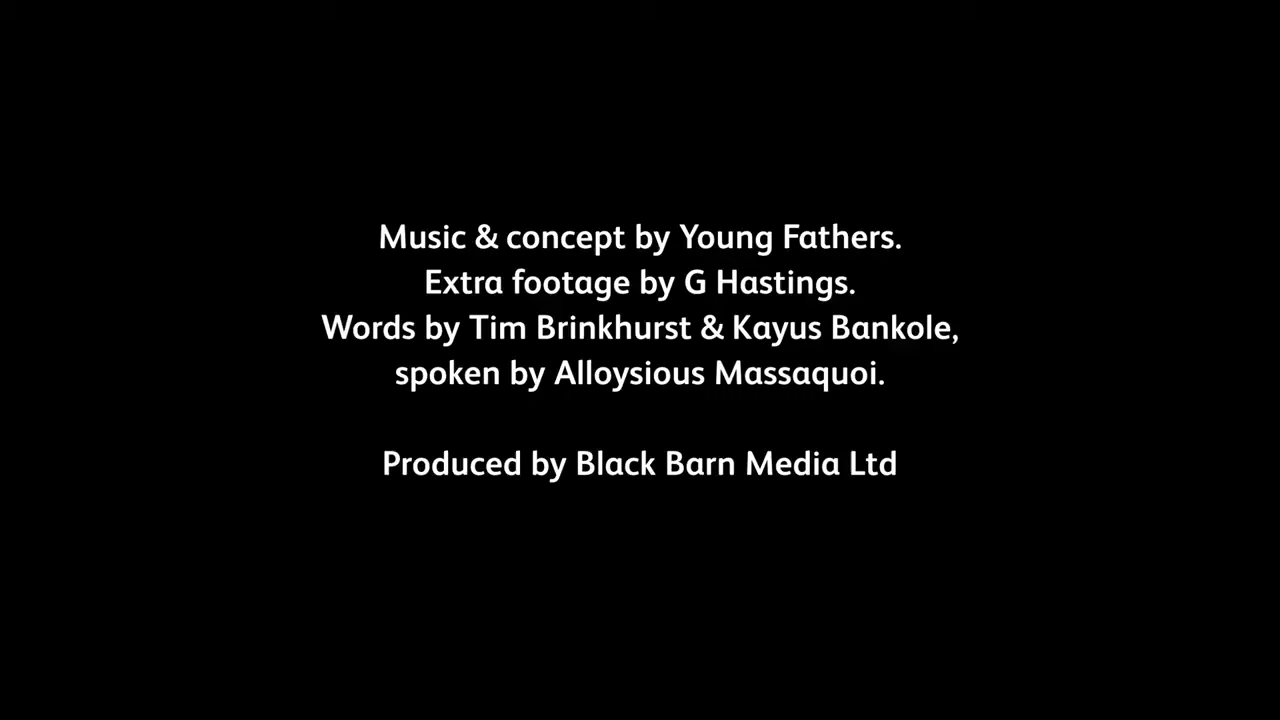 Music & concept by Young Fathers.
Extra footage by G Hastings.
Words by Tim Brinkhurst & Kayus Bankole,
spoken by Alloysious Massaquoi.
Produced by Black Barn Media Ltd